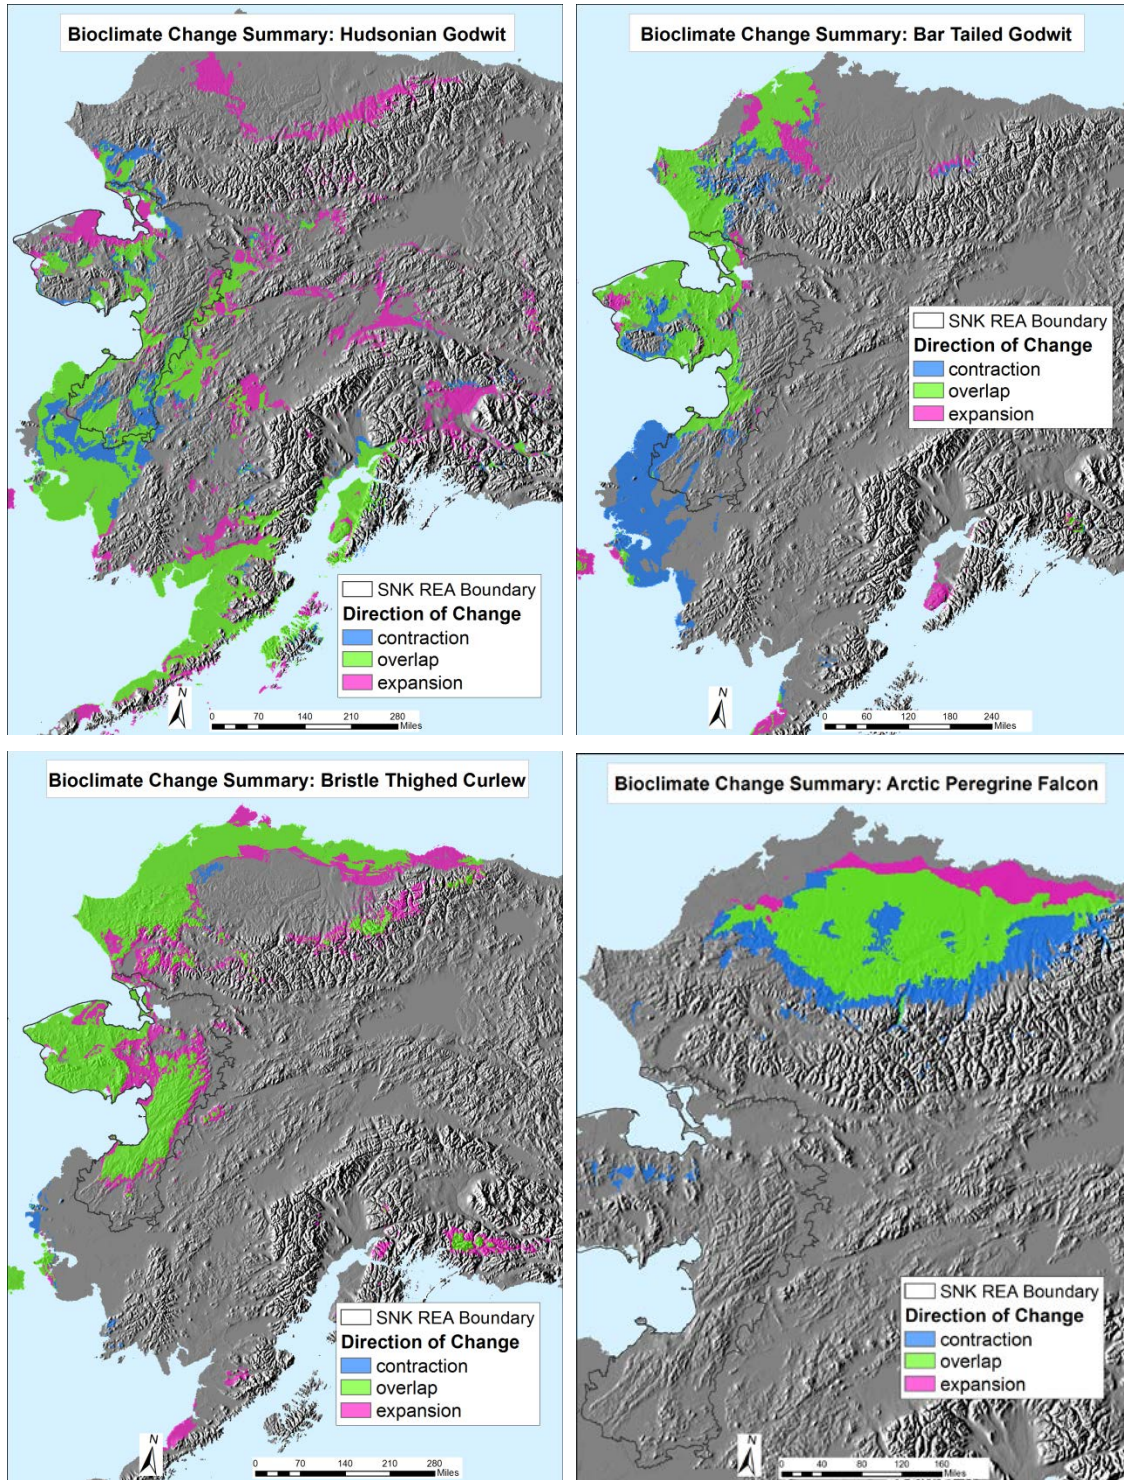 Bioclimate Change Summary: Hudsonian Godwit
SNK REA Boundary
Direction of Change
contraction
overlap
expansion
N
0 70 140 210 280
Miles
Bioclimate Change Summary: Bar Tailed Godwit
SNK REA Boundary
Direction of Change
contraction
overlap
expansion
N
0 60 120 180 240
Miles
Bioclimate Change Summary: Bristle Thighed Curlew
SNK REA Boundary
Direction of Change
contraction
overlap
expansion
N
0 70 140 210 280
Miles
Bioclimate Change Summary: Arctic Peregrine Falcon
SNK REA Boundary
Direction of Change
contraction
overlap
expansion
N
0 40 80 120 160
Miles